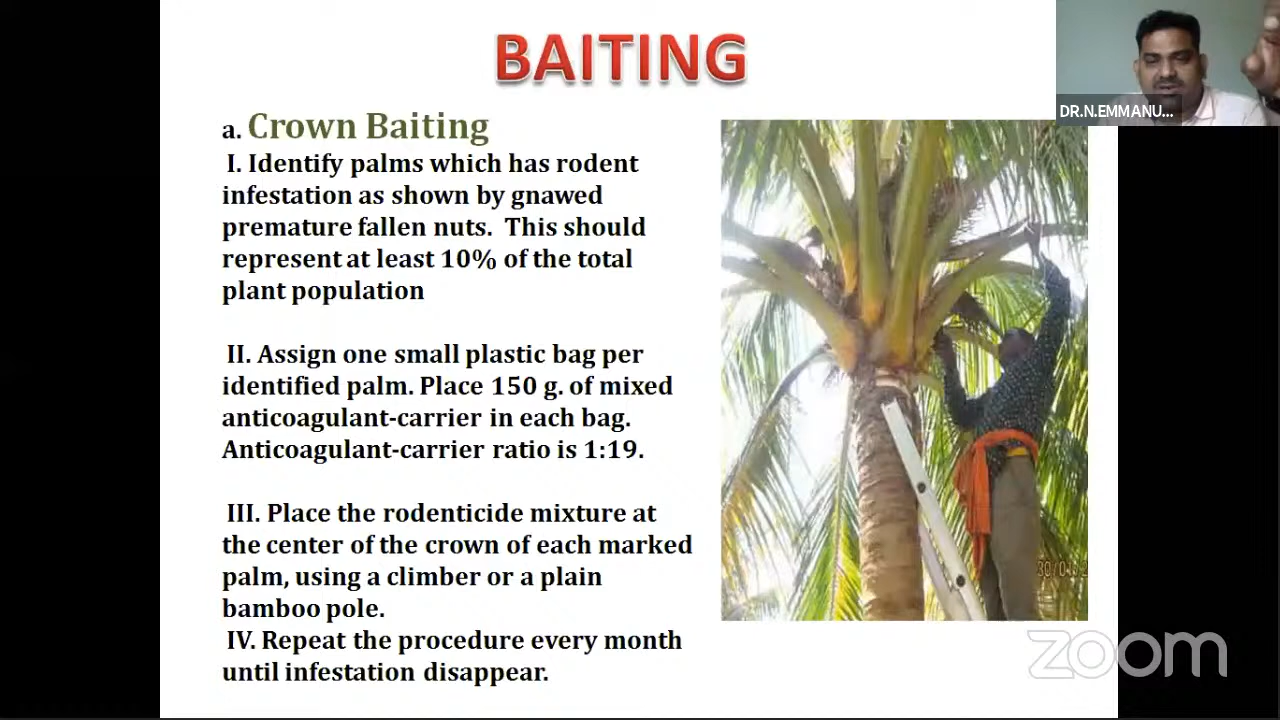 BAITING
DR.N.EMMANU...
a. Crown Baiting
I. Identify palms which has rodent
infestation as shown by gnawed
premature fallen nuts. This should
represent at least 10% of the total
plant population
II. Assign one small plastic bag per
identified palm. Place 150 g. of mixed
anticoagulant-carrier in each bag.
Anticoagulant-carrier ratio is 1:19.
III. Place the rodenticide mixture at
the center of the crown of each marked
palm, using a climber or a plain
bamboo pole.
IV. Repeat the procedure every month
until infestation disappear.
zoom